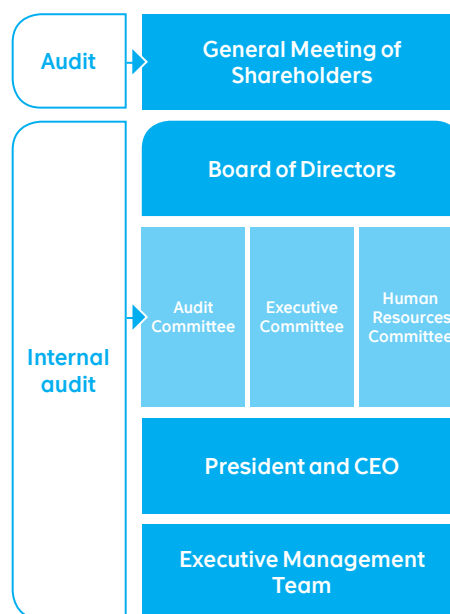 Audit
General Meeting of
Shareholders
Board of Directors
Audit
Committee
Executive
Committee
Human
Resources
Committee
Internal
audit
President and CEO
Executive Management
Team